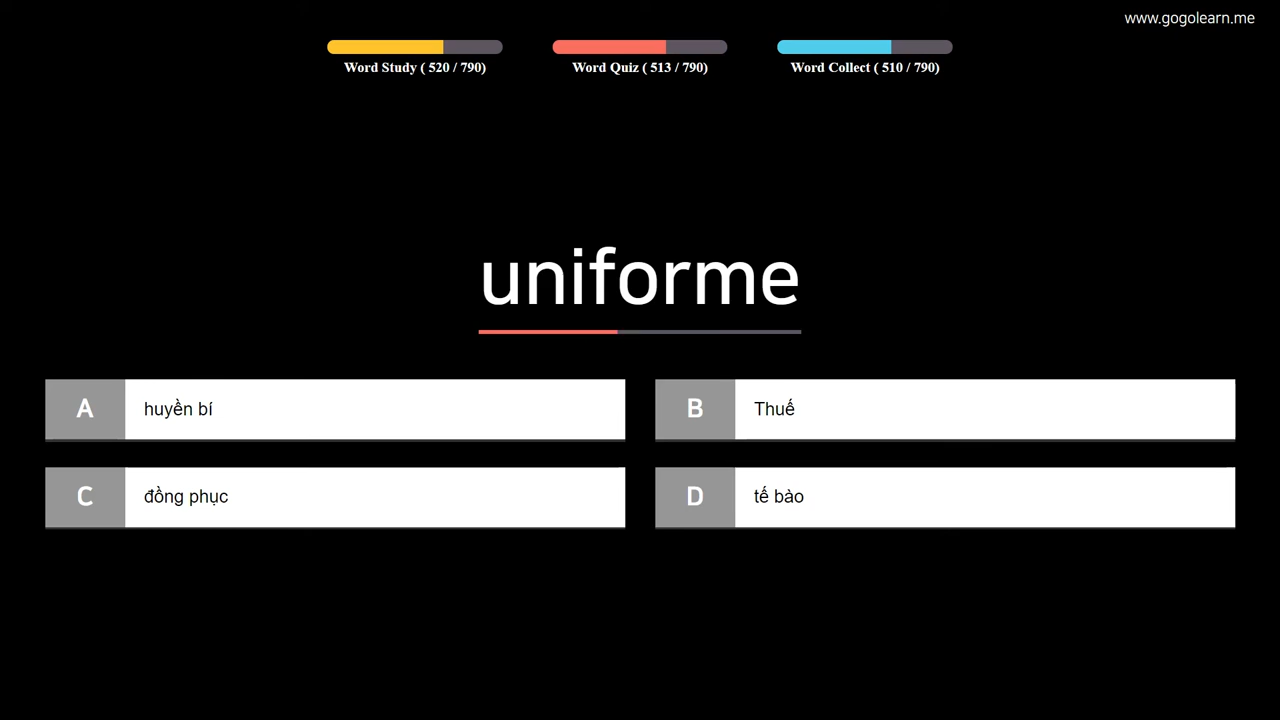 www.gogolearn.me
Word Study ( 520 / 790)
Word Quiz ( 513 / 790)
Word Collect ( 510 / 790)
uniforme
A huyền bí
B Thuế
C đồng phục
D tế bào